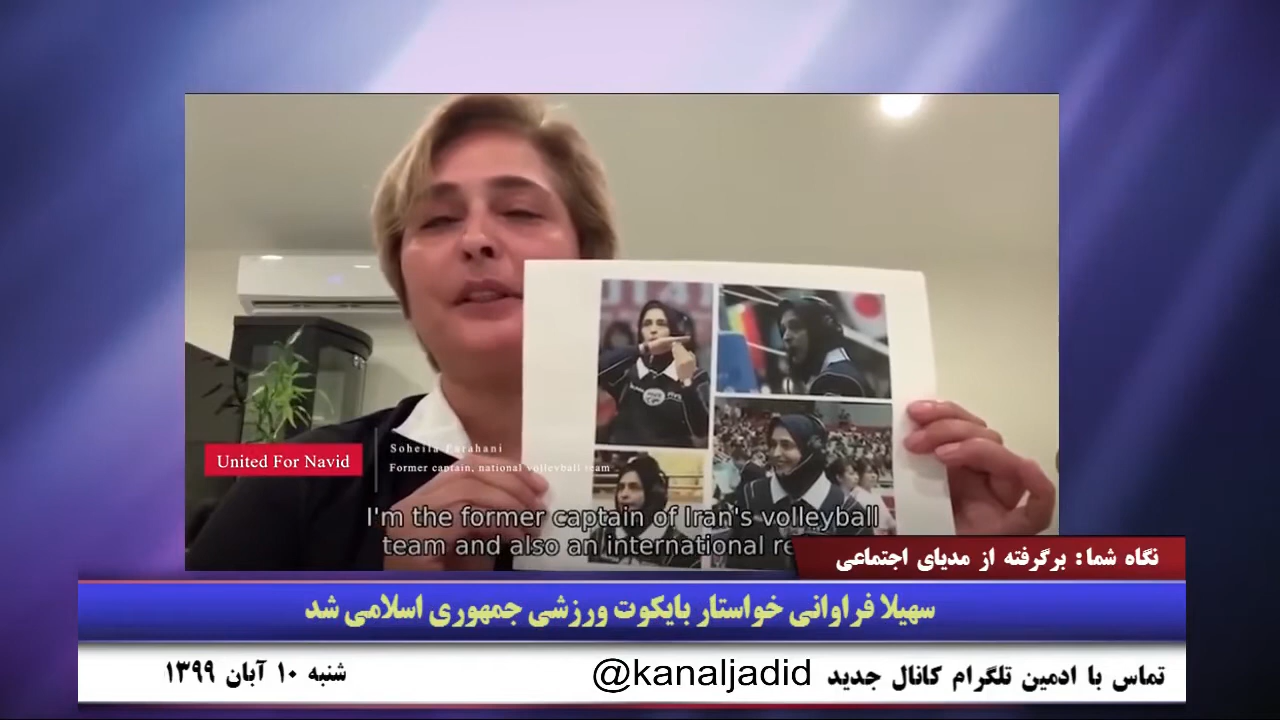 United For Navid
Soheila Farahani
Former captain, national volleyball team
I'm the former captain of Iran's volleyball
team and also an international
نگاه شما: برگرفته از مدیای اجتماعی
سهیلا فراوانی خواستار بایکوت ورزشی جمهوری اسلامی شد
تماس با ادمین تلگرام کانال جدید @kanaljadid
شنبه ۱۰ آبان ۱۳۹۹